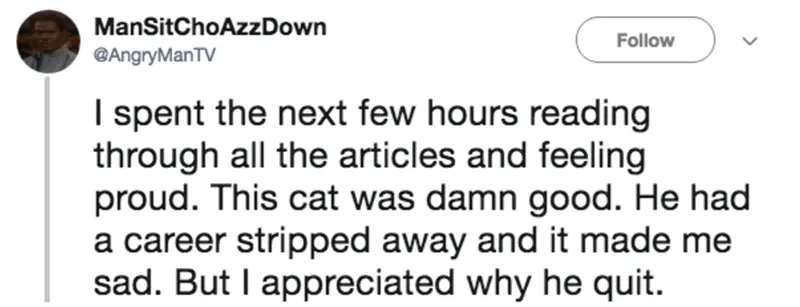 ManSitChoAzzDown
@AngryManTV
Follow
I spent the next few hours reading
through all the articles and feeling
proud. This cat was damn good. He had
a career stripped away and it made me
sad. But I appreciated why he quit.